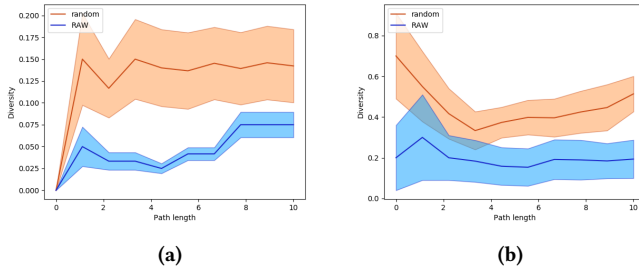 random
RAW
0.200
0.175
0.150
0.125
0.100
0.075
0.050
0.025
0.000
Diversity
0 2 4 6 8 10
Path length
(a)
random
RAW
0.8
0.6
0.4
0.2
0.0
Diversity
0 2 4 6 8 10
Path length
(b)